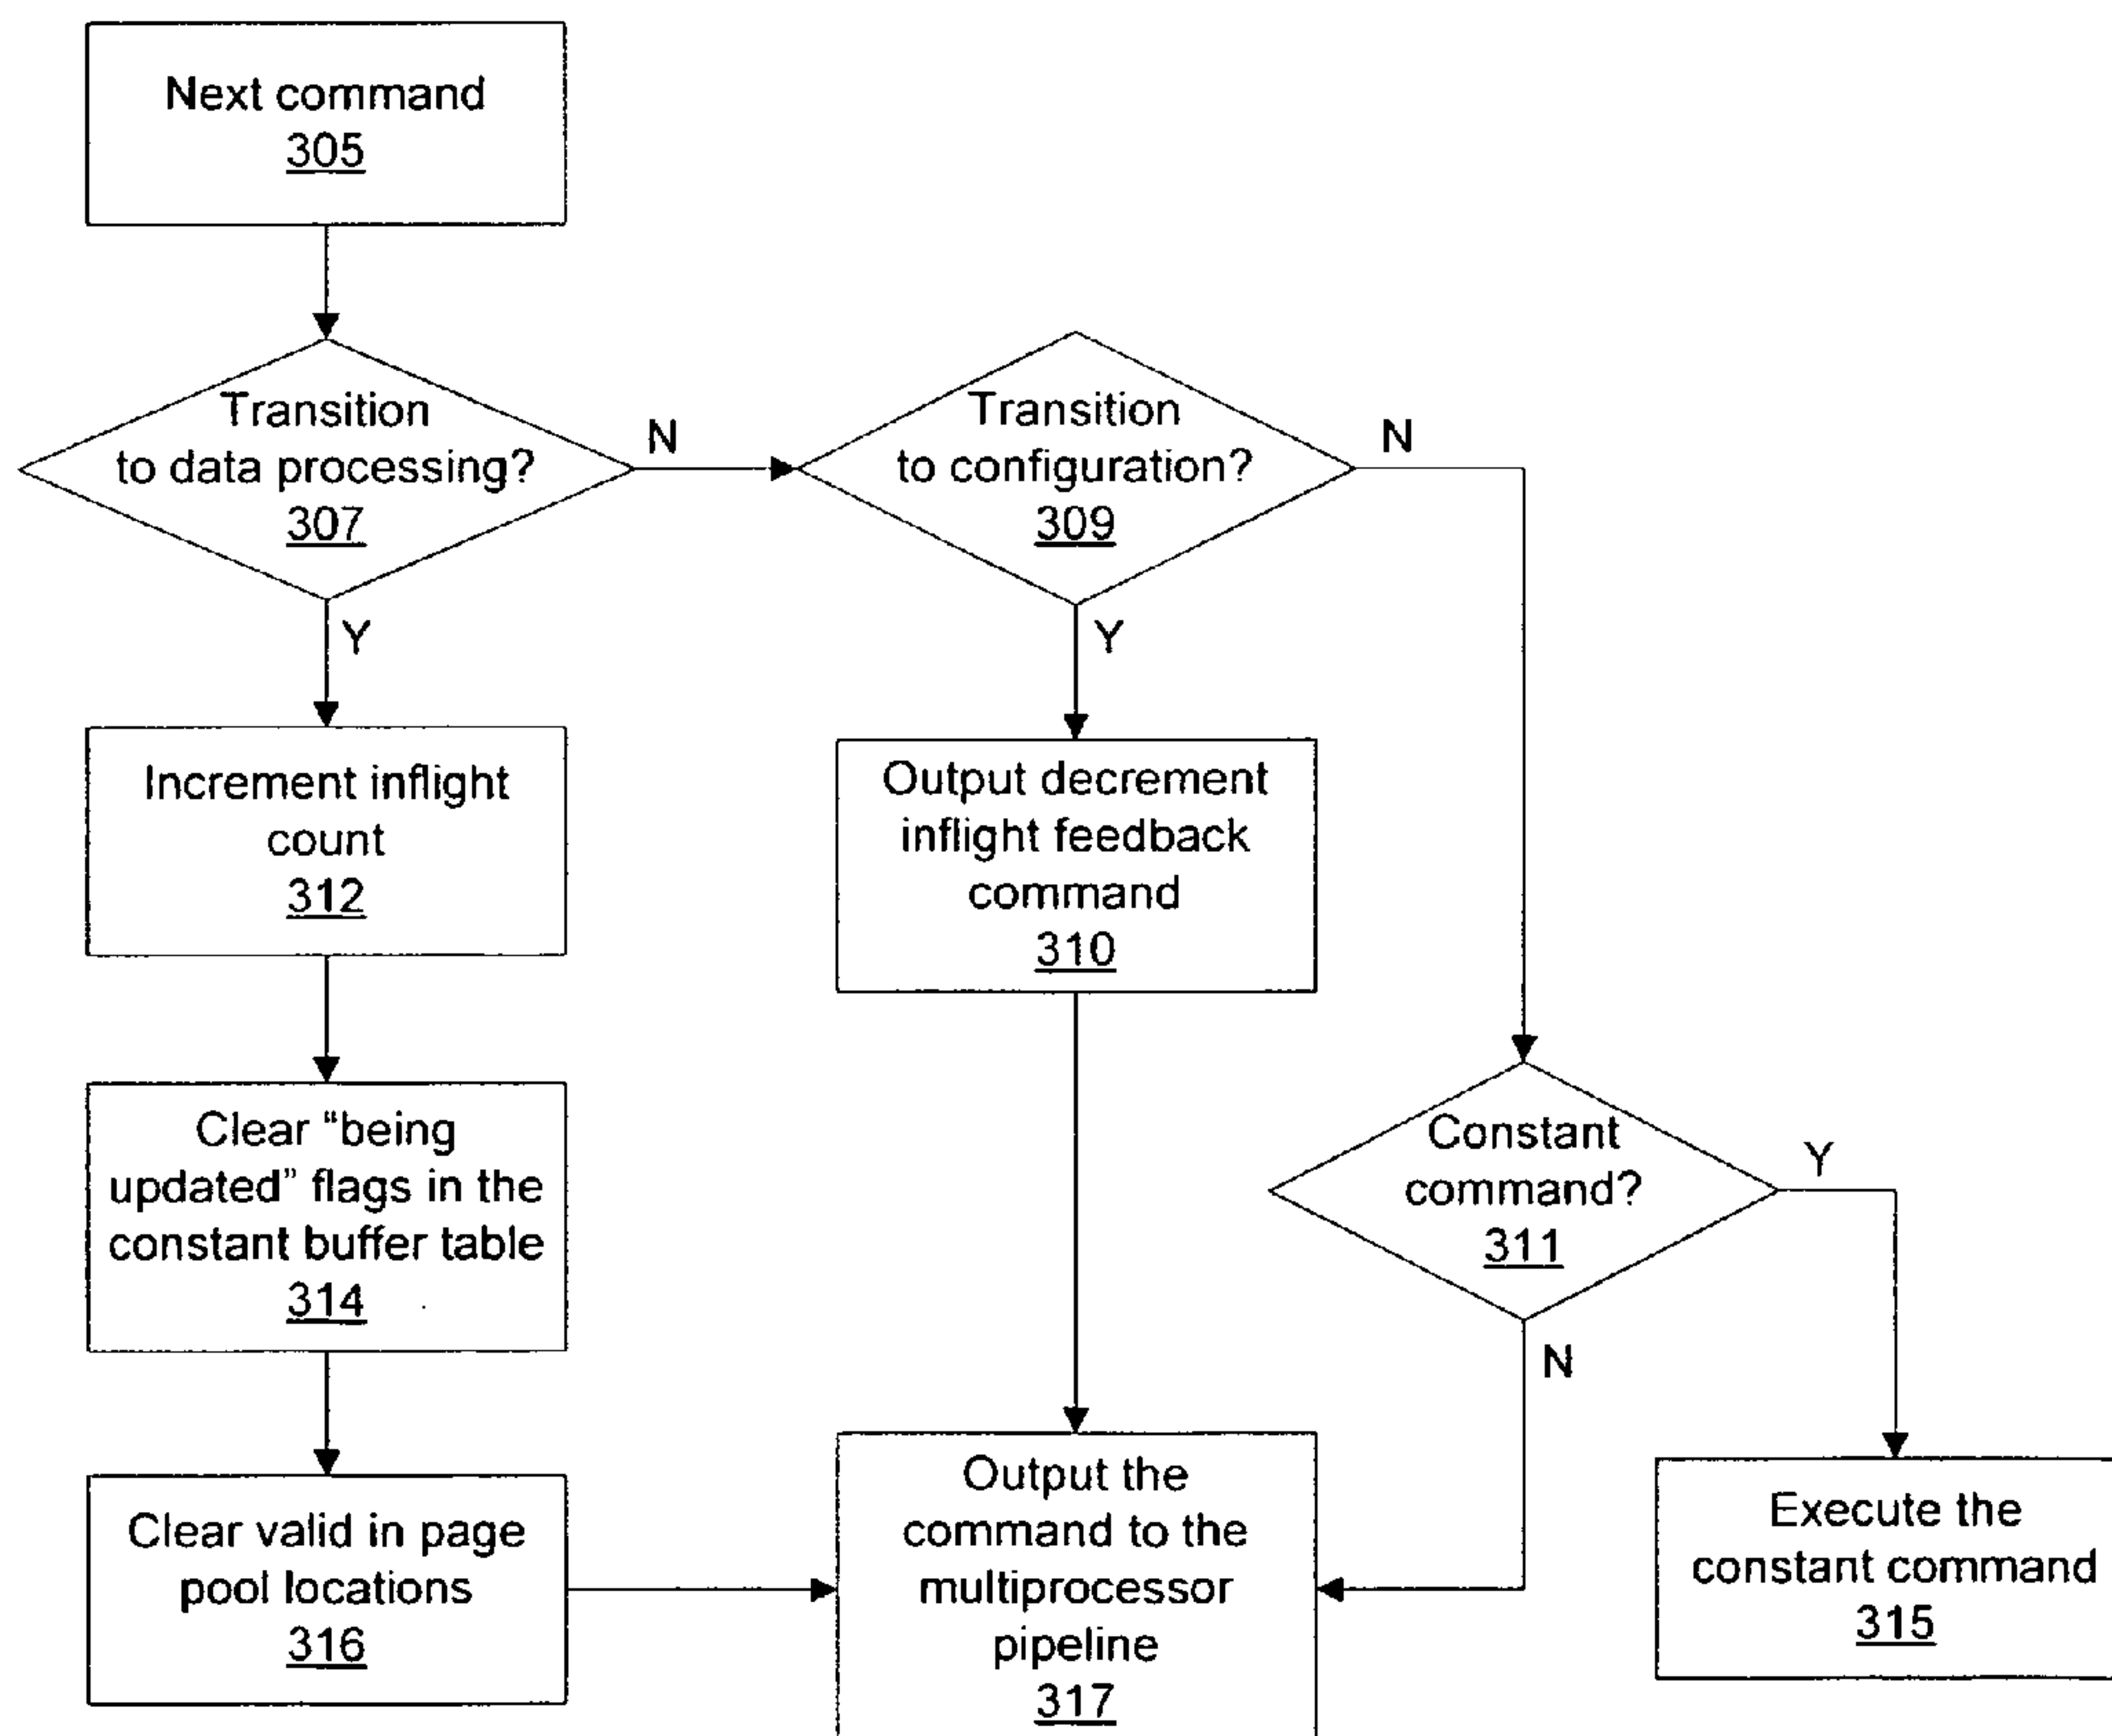 Next command
305
Transition
to data processing?
307
N
Transition
to configuration?
309
N
Y
Y
Increment inflight
count
312
Output decrement
inflight feedback
command
310
Clear “being
updated” flags in the
constant buffer table
314
Constant
command?
311
Y
N
Clear valid in page
pool locations
316
Output the
command to the
multiprocessor
pipeline
317
Execute the
constant command
315